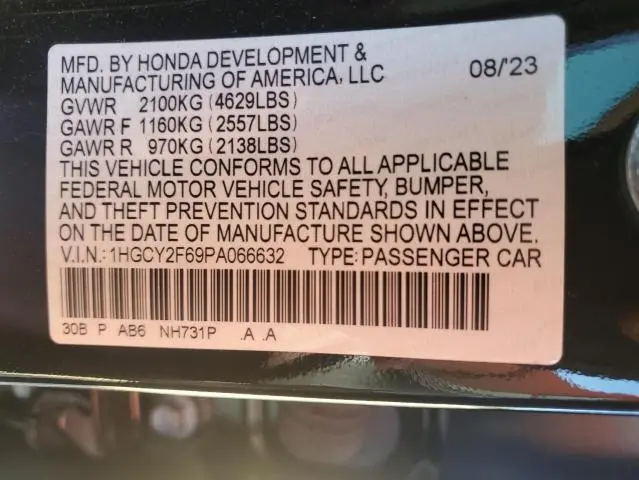 MFD. BY HONDA DEVELOPMENT &
MANUFACTURING OF AMERICA, LLC 08/'23
GVWR 2100KG (4629LBS)
GAWR F 1160KG (2557LBS)
GAWR R 970KG (2138LBS)
THIS VEHICLE CONFORMS TO ALL APPLICABLE
FEDERAL MOTOR VEHICLE SAFETY, BUMPER,
AND THEFT PREVENTION STANDARDS IN EFFECT
ON THE DATE OF MANUFACTURE SHOWN ABOVE.
V.I.N.:1HGCY2F69PA066632 TYPE:PASSENGER CAR
30B P AB6 NH731P .A .A